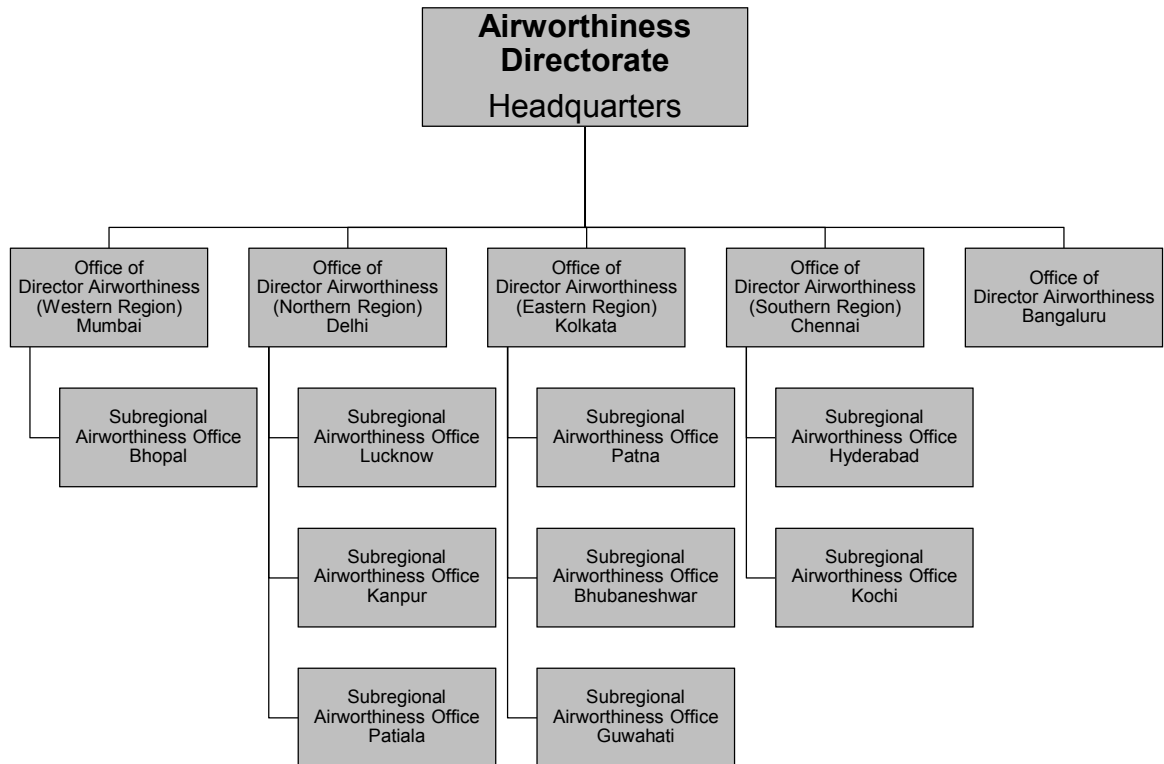 Airworthiness
Directorate
Headquarters
Office of
Director Airworthiness
(Western Region)
Mumbai
Office of
Director Airworthiness
(Northern Region)
Delhi
Office of
Director Airworthiness
(Eastern Region)
Kolkata
Office of
Director Airworthiness
(Southern Region)
Chennai
Office of
Director Airworthiness
Bangaluru
Subregional
Airworthiness Office
Bhopal
Subregional
Airworthiness Office
Lucknow
Subregional
Airworthiness Office
Patna
Subregional
Airworthiness Office
Hyderabad
Subregional
Airworthiness Office
Kanpur
Subregional
Airworthiness Office
Bhubaneshwar
Subregional
Airworthiness Office
Kochi
Subregional
Airworthiness Office
Patiala
Subregional
Airworthiness Office
Guwahati